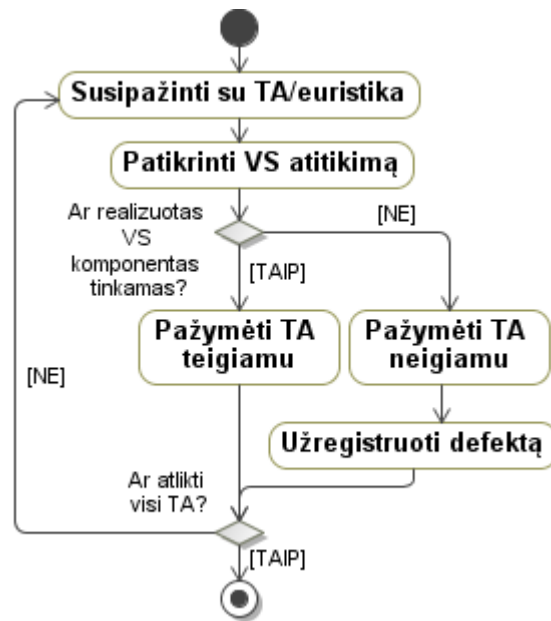 Susipažinti su TA/euristika
Patikrinti VS atitikimą
Ar realizuotas
VS
komponentas
tinkamas?
[NE]
[TAIP]
Pažymėti TA
teigiamu
Pažymėti TA
neigiamu
[NE]
Užregistruoti defektą
Ar atlikti
visi TA?
[TAIP]